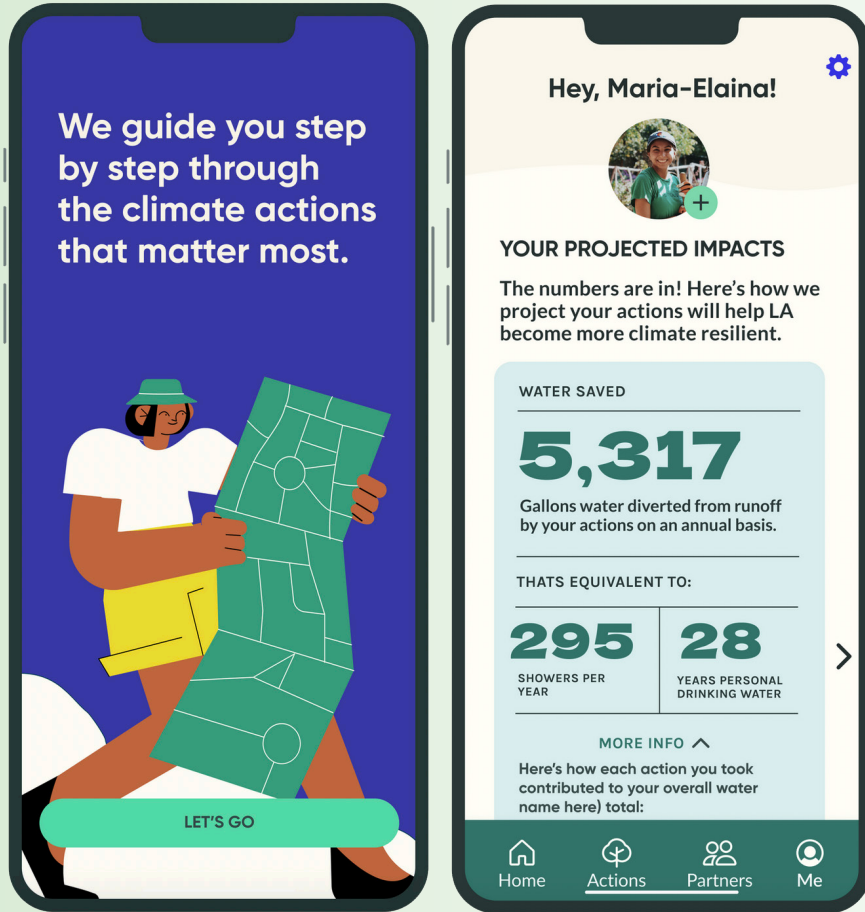 We guide you step
by step through
the climate actions
that matter most.
LET'S GO
Hey, Maria-Elaina!
YOUR PROJECTED IMPACTS
The numbers are in! Here's how we
project your actions will help LA
become more climate resilient.
WATER SAVED
5,317
Gallons water diverted from runoff
by your actions on an annual basis.
THATS EQUIVALENT TO:
295
SHOWERS PER
YEAR
28
YEARS PERSONAL
DRINKING WATER
MORE INFO
Here's how each action you took
contributed to your overall water
name here) total:
Home
Actions
Partners
Me